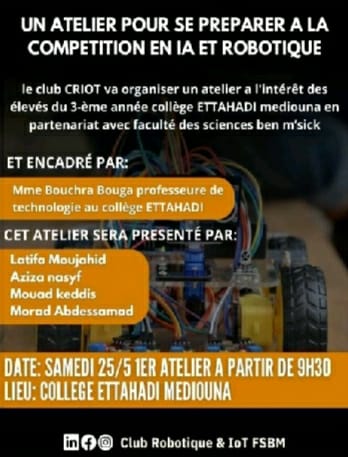 UN ATELIER POUR SE PREPARER A LA
COMPETITION EN IA ET ROBOTIQUE
le club CRIOT va organiser un atelier a l'intérêt des
élevés du 3-ème année collège ETTAHADI mediouna en
partenariat avec faculté des sciences ben m'sick
ET ENCADRÉ PAR:
Mme Bouchra Bouga professeure de
technologie au collège ETTAHADI
CET ATELIER SERA PRESENTÉ PAR:
Latifa Moujahid
Aziza nasyf
Mouad keddis
Morad Abdessamad
DATE: SAMEDI 25/5 1ER ATELIER A PARTIR DE 9H30
LIEU: COLLEGE ETTAHADI MEDIOUNA
Club Robotique & IoT FSBM